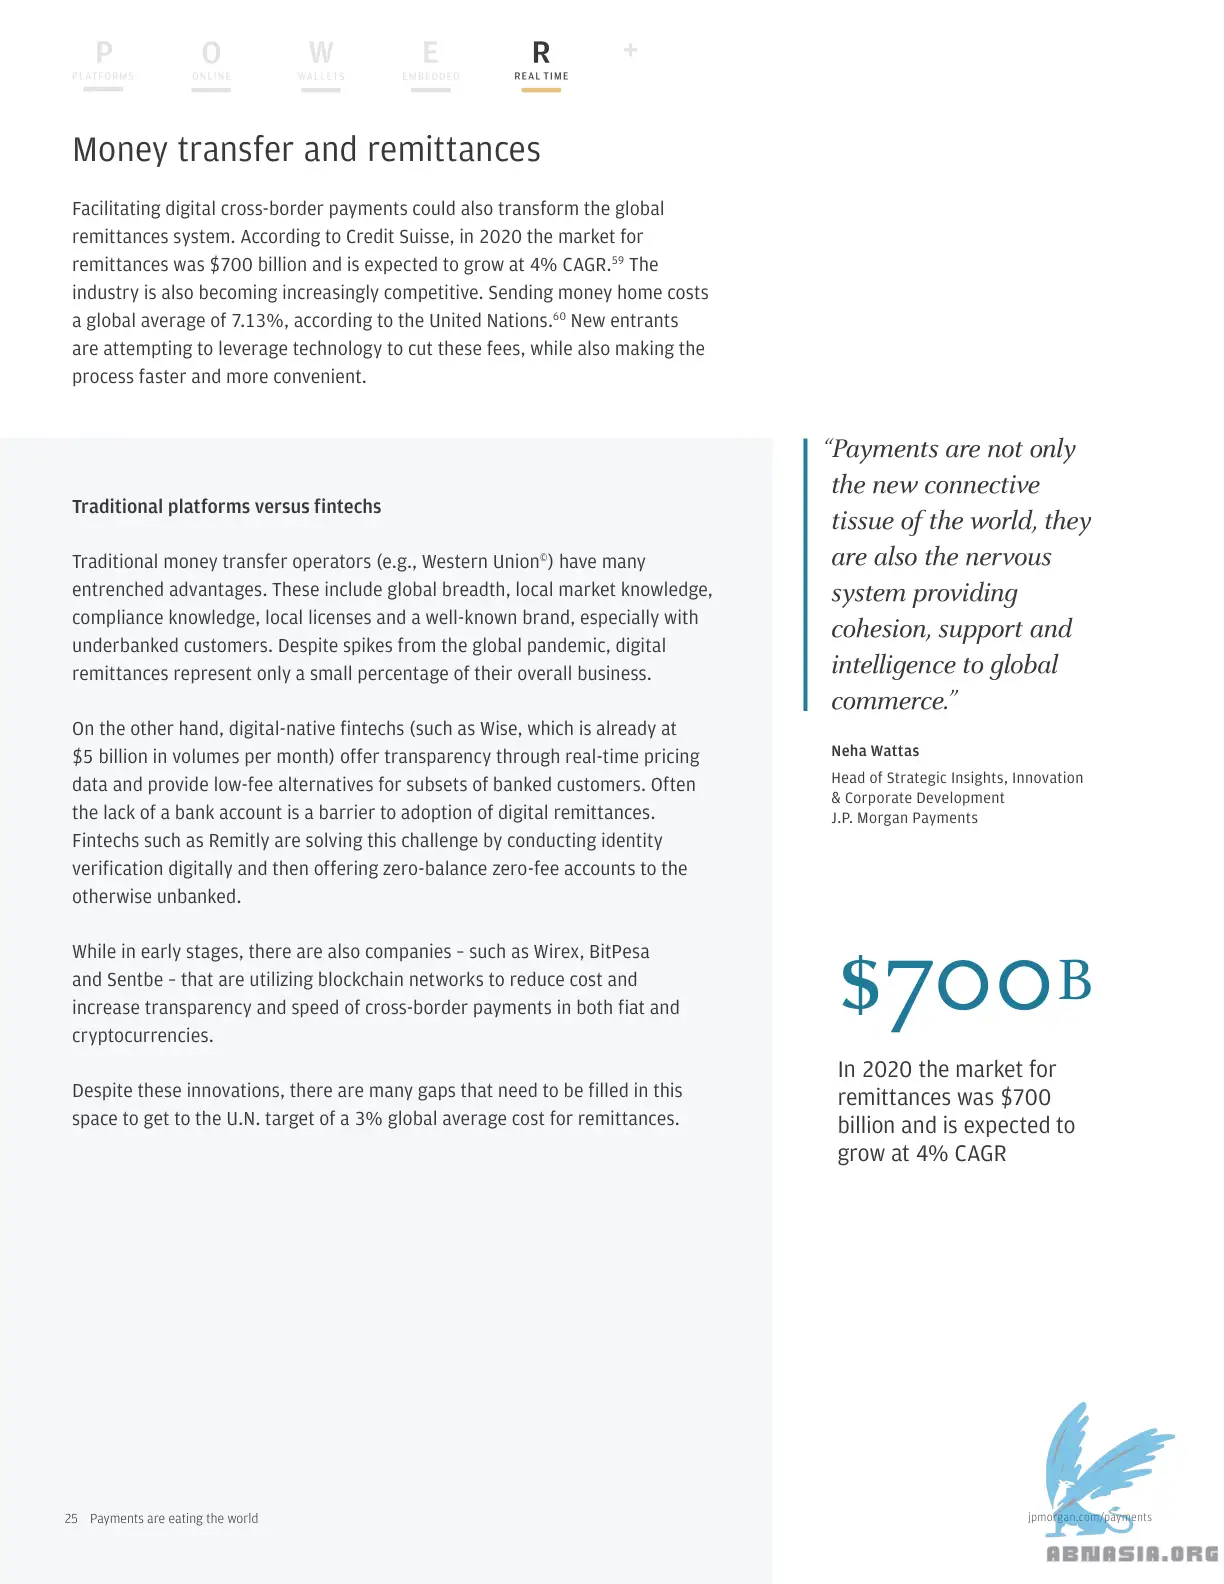 P
PLATFORMS
O
ONLINE
W
WALLETS
E
EMBEDDED
R
REAL TIME
+
Money transfer and remittances
Facilitating digital cross-border payments could also transform the global
remittances system. According to Credit Suisse, in 2020 the market for
remittances was $700 billion and is expected to grow at 4% CAGR.⁵⁹ The
industry is also becoming increasingly competitive. Sending money home costs
a global average of 7.13%, according to the United Nations.⁶⁰ New entrants
are attempting to leverage technology to cut these fees, while also making the
process faster and more convenient.
Traditional platforms versus fintechs
Traditional money transfer operators (e.g., Western Union©) have many
entrenched advantages. These include global breadth, local market knowledge,
compliance knowledge, local licenses and a well-known brand, especially with
underbanked customers. Despite spikes from the global pandemic, digital
remittances represent only a small percentage of their overall business.
On the other hand, digital-native fintechs (such as Wise, which is already at
$5 billion in volumes per month) offer transparency through real-time pricing
data and provide low-fee alternatives for subsets of banked customers. Often
the lack of a bank account is a barrier to adoption of digital remittances.
Fintechs such as Remitly are solving this challenge by conducting identity
verification digitally and then offering zero-balance zero-fee accounts to the
otherwise unbanked.
While in early stages, there are also companies – such as Wirex, BitPesa
and Sentbe – that are utilizing blockchain networks to reduce cost and
increase transparency and speed of cross-border payments in both fiat and
cryptocurrencies.
Despite these innovations, there are many gaps that need to be filled in this
space to get to the U.N. target of a 3% global average cost for remittances.
“Payments are not only
the new connective
tissue of the world, they
are also the nervous
system providing
cohesion, support and
intelligence to global
commerce.”
Neha Wattas
Head of Strategic Insights, Innovation
& Corporate Development
J.P. Morgan Payments
$700B
In 2020 the market for
remittances was $700
billion and is expected to
grow at 4% CAGR
25 Payments are eating the world
jpmorgan.com/payments
ABNASIA.ORG